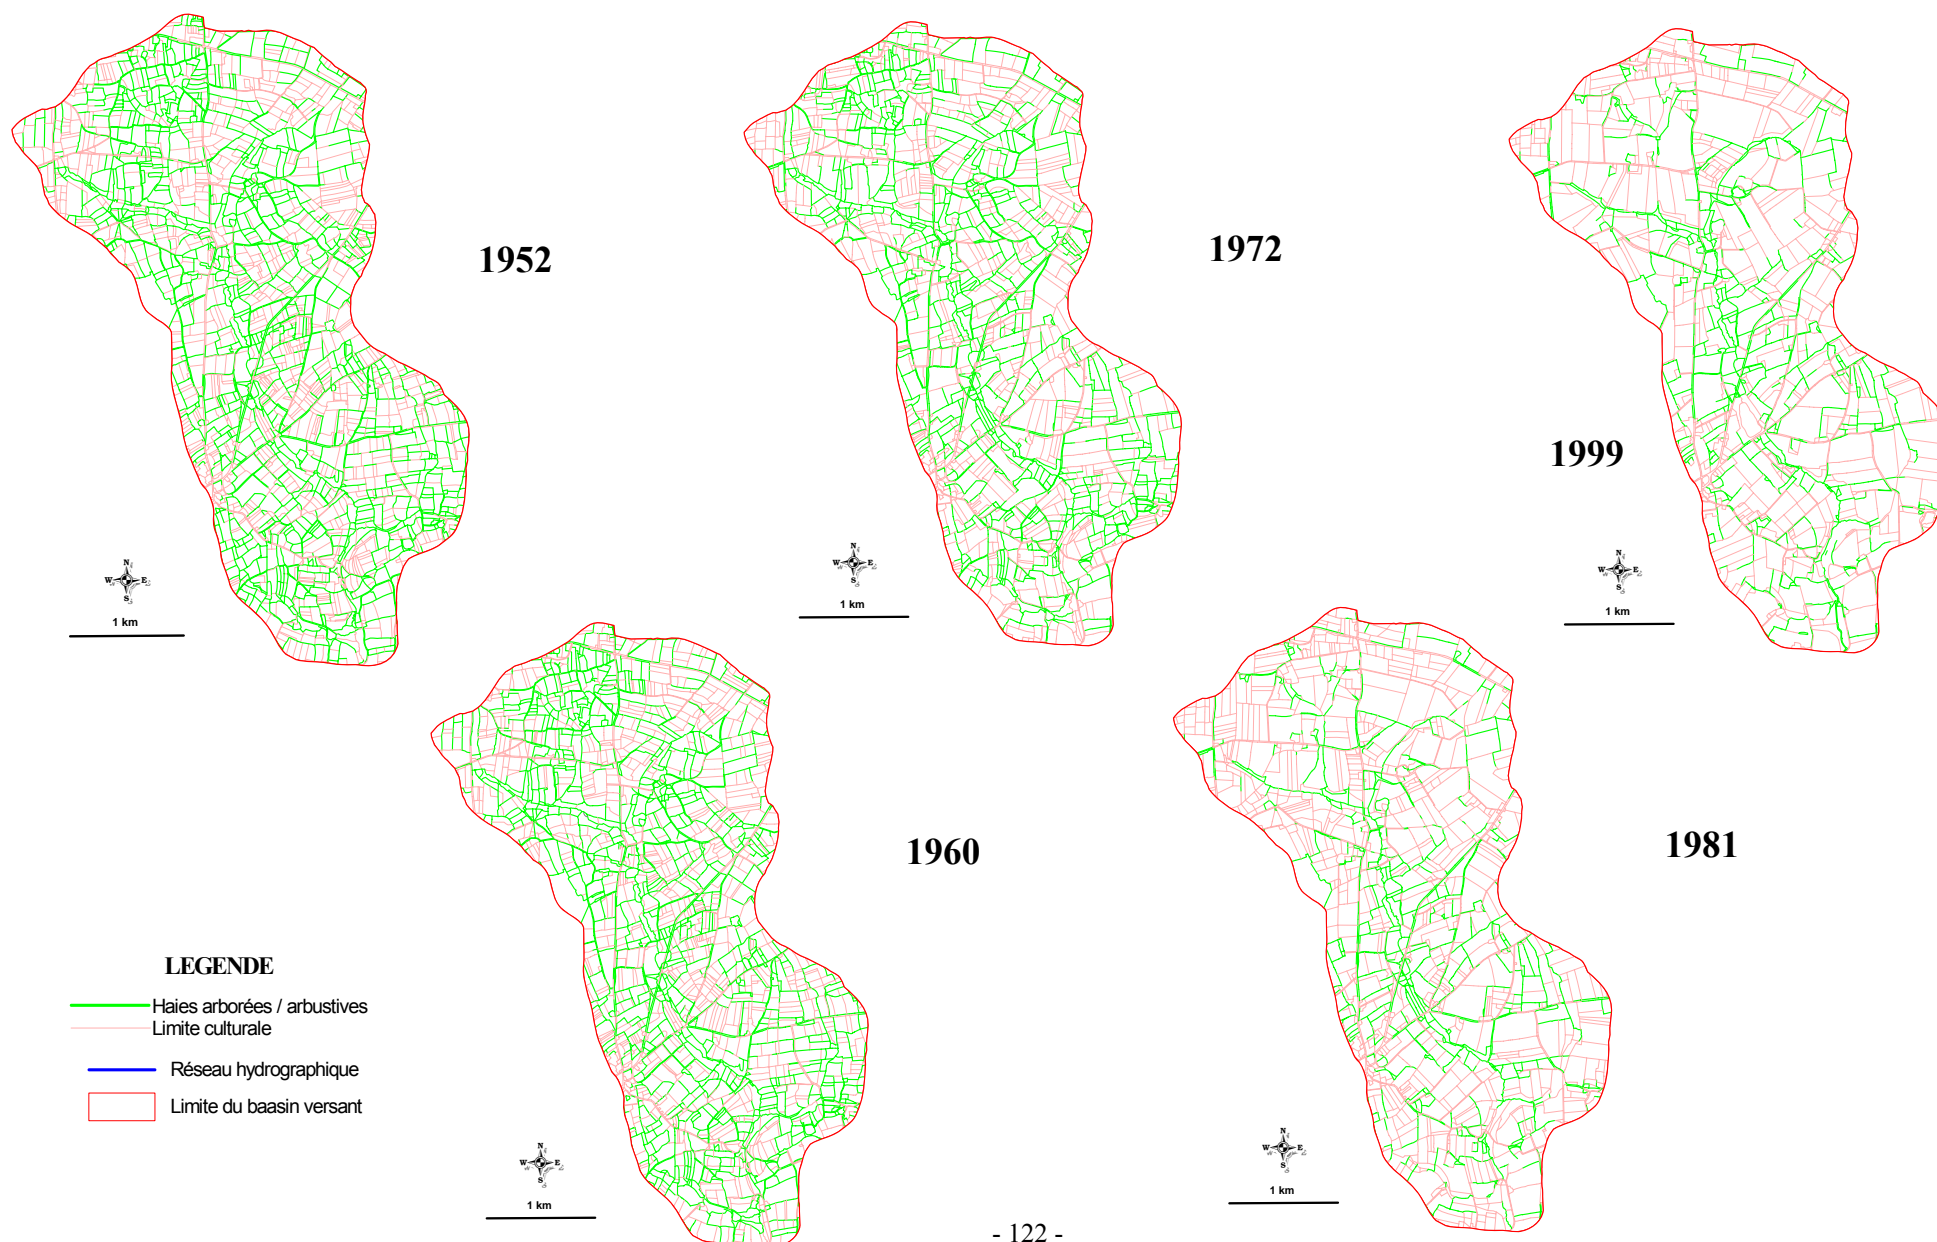 1952
1972
1999
N
W E
S
1 km
N
W E
S
1 km
N
W E
S
1 km
1960
1981
LEGENDE
Haies arborées / arbustives
Limite culturale
Réseau hydrographique
Limite du baasin versant
N
W E
S
1 km
N
W E
S
1 km
- 122 -